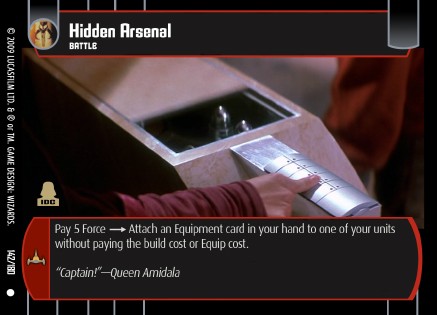 Hidden Arsenal
BATTLE
© 2009 LUCASFILM LTD. & ® or TM. GAME DESIGN: WIZARDS.
IDC
142/180
Pay 5 Force → Attach an Equipment card in your hand to one of your units
without paying the build cost or Equip cost.
"Captain!"—Queen Amidala